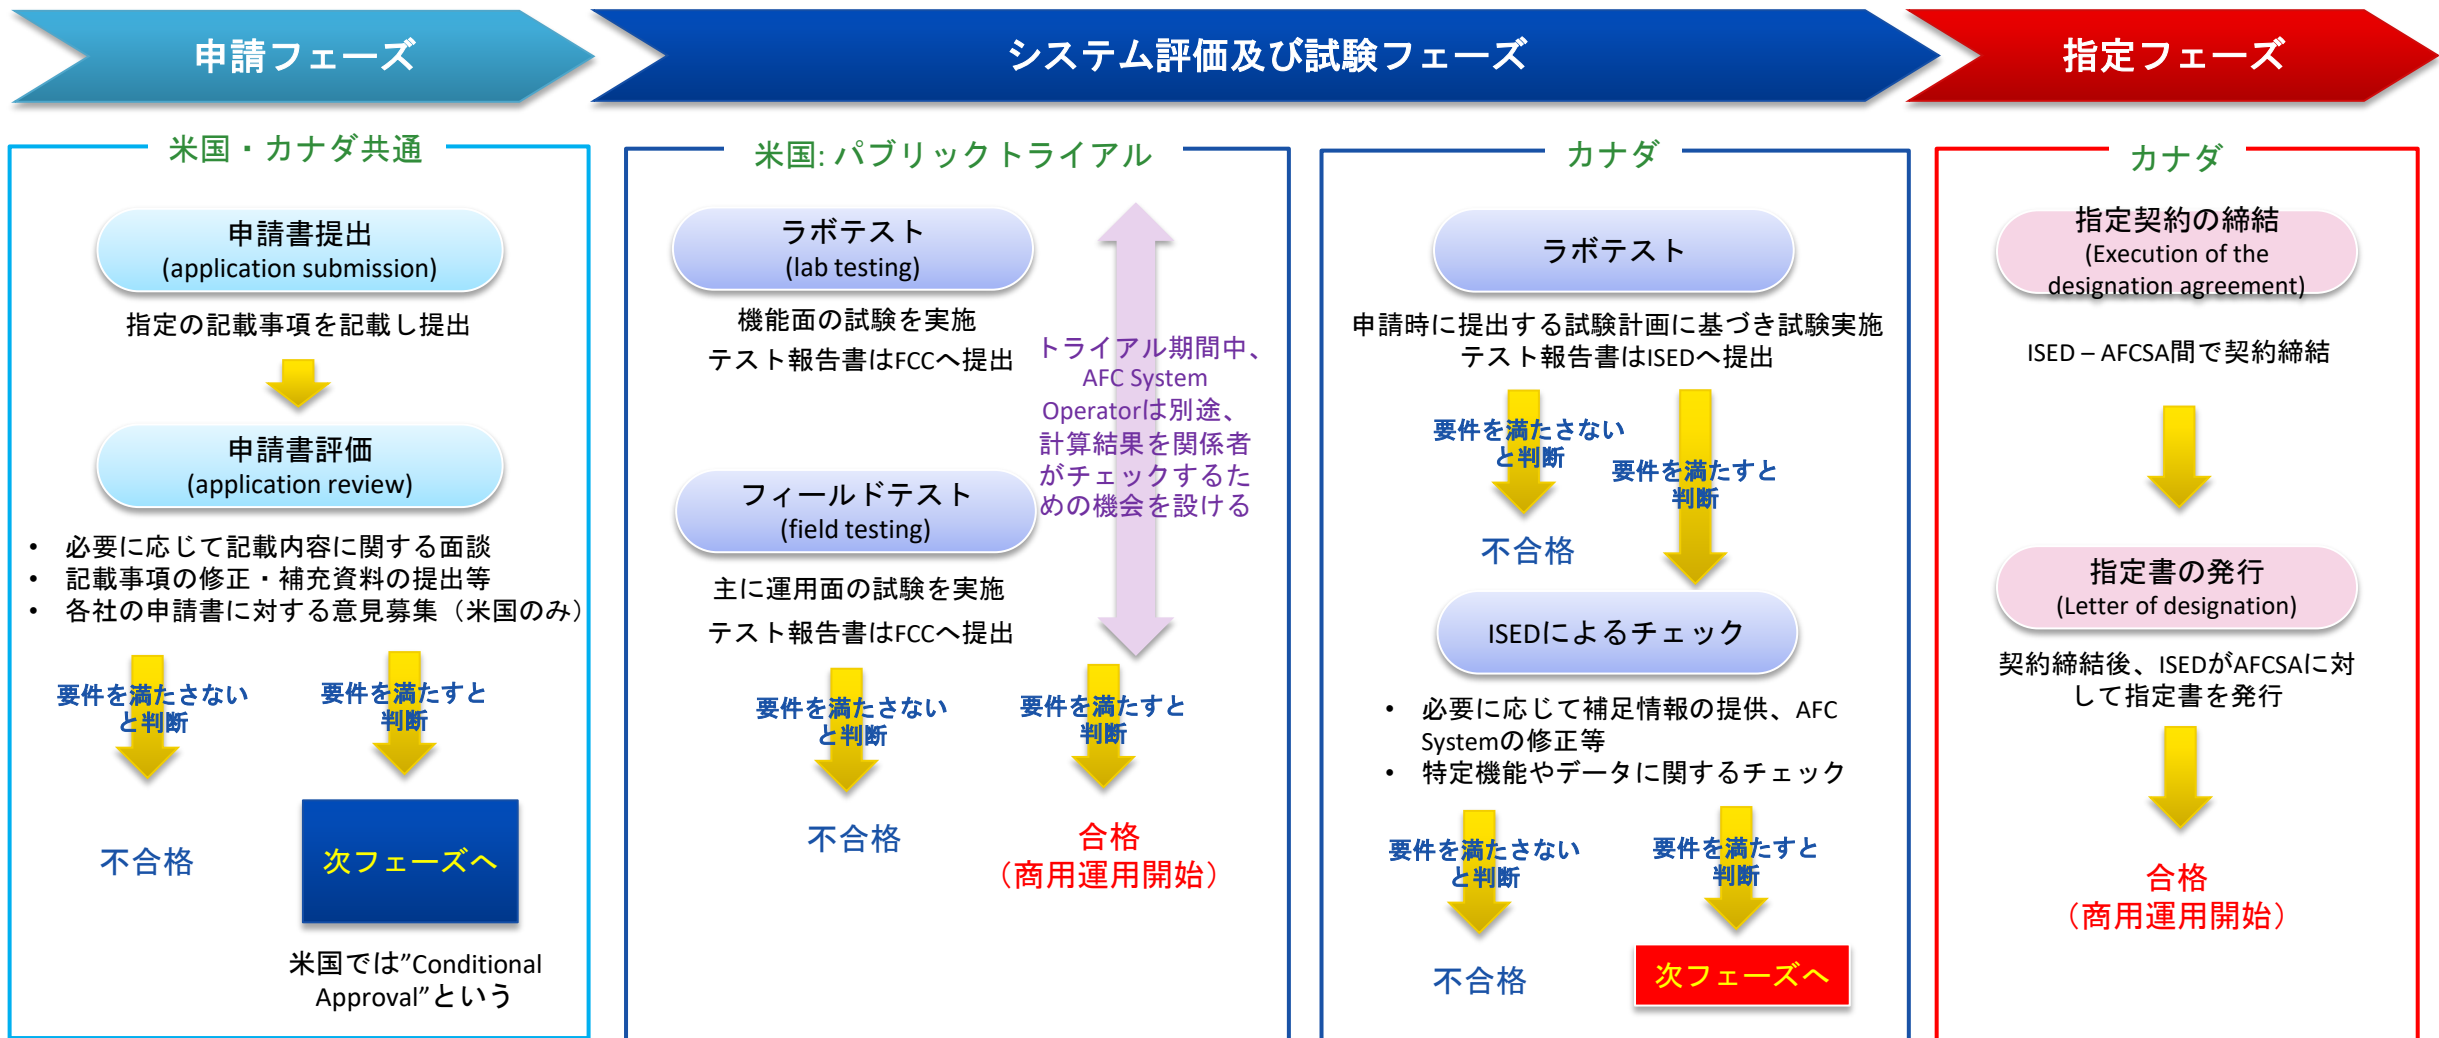 申請フェーズ
システム評価及び試験フェーズ
指定フェーズ
米国・カナダ共通
申請書提出
(application submission)
指定の記載事項を記載し提出
申請書評価
(application review)
• 必要に応じて記載内容に関する面談
• 記載事項の修正・補充資料の提出等
• 各社の申請書に対する意見募集（米国のみ）
要件を満たさない
と判断
要件を満たすと
判断
不合格
次フェーズへ
米国では”Conditional
Approval”という
米国: パブリックトライアル
ラボテスト
(lab testing)
機能面の試験を実施
テスト報告書はFCCへ提出
フィールドテスト
(field testing)
主に運用面の試験を実施
テスト報告書はFCCへ提出
トライアル期間中、
AFC System
Operatorは別途、
計算結果を関係者
がチェックするた
めの機会を設ける
要件を満たさない
と判断
要件を満たすと
判断
不合格
合格
（商用運用開始）
カナダ
ラボテスト
申請時に提出する試験計画に基づき試験実施
テスト報告書はISEDへ提出
要件を満たさない
と判断
要件を満たすと
判断
不合格
ISEDによるチェック
• 必要に応じて補足情報の提供、AFC
Systemの修正等
• 特定機能やデータに関するチェック
要件を満たさない
と判断
要件を満たすと
判断
不合格
次フェーズへ
カナダ
指定契約の締結
(Execution of the
designation agreement)
ISED – AFCSA間で契約締結
指定書の発行
(Letter of designation)
契約締結後、ISEDがAFCSAに対
して指定書を発行
合格
（商用運用開始）